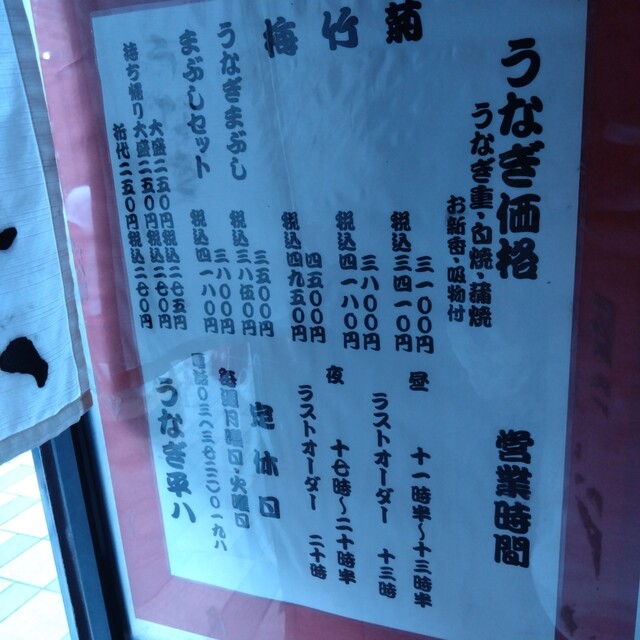 うなぎ価格
うなぎ重・白焼・蒲焼
お新香・吸物付
菊
三一〇〇円
税込三四一〇円
竹
三八〇〇円
税込四一八〇円
梅
四五〇〇円
税込四九五〇円
うなぎまぶし
三五〇〇円
税込三八五〇円
まぶしセット
三八〇〇円
税込四一八〇円
大盛二五〇円税込二七五円
持ち帰り大盛二五〇円税込二七〇円
折代二五〇円税込二七〇円
営業時間
昼
十一時半～十三時半
ラストオーダー 十三時
夜
十七時～二十時半
ラストオーダー 二十時
定休日
毎週月曜日・火曜日
うなぎ平八